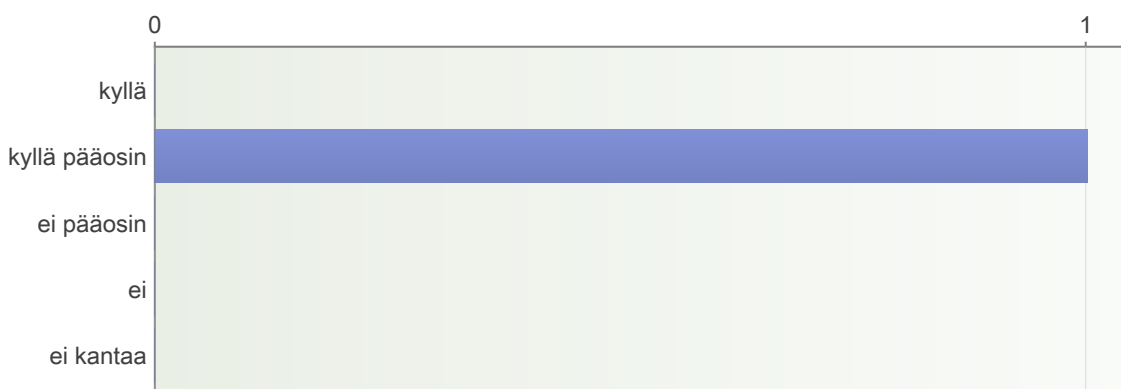 0 1
kyllä
kyllä pääosin
ei pääosin
ei
ei kantaa